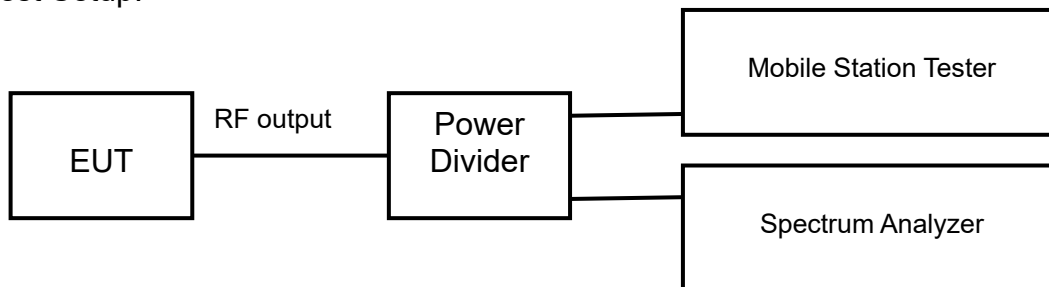 EUT
RF output
Power
Divider
Mobile Station Tester
Spectrum Analyzer